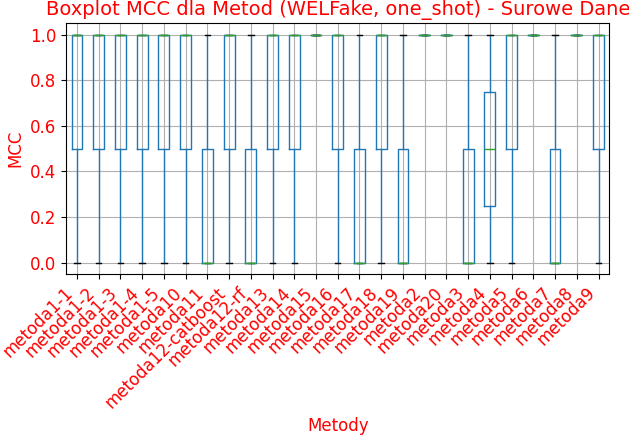 Boxplot MCC dla Metod (WELFake, one_shot) - Surowe Dane
1.0
0.8
0.6
0.4
0.2
0.0
MCC
metoda1-1
metoda1-2
metoda1-3
metoda1-4
metoda1-5
metoda10
metoda11
metoda12-catboost
metoda12-rf
metoda13
metoda14
metoda15
metoda16
metoda17
metoda18
metoda19
metoda2
metoda20
metoda3
metoda4
metoda5
metoda6
metoda7
metoda8
metoda9
Metody